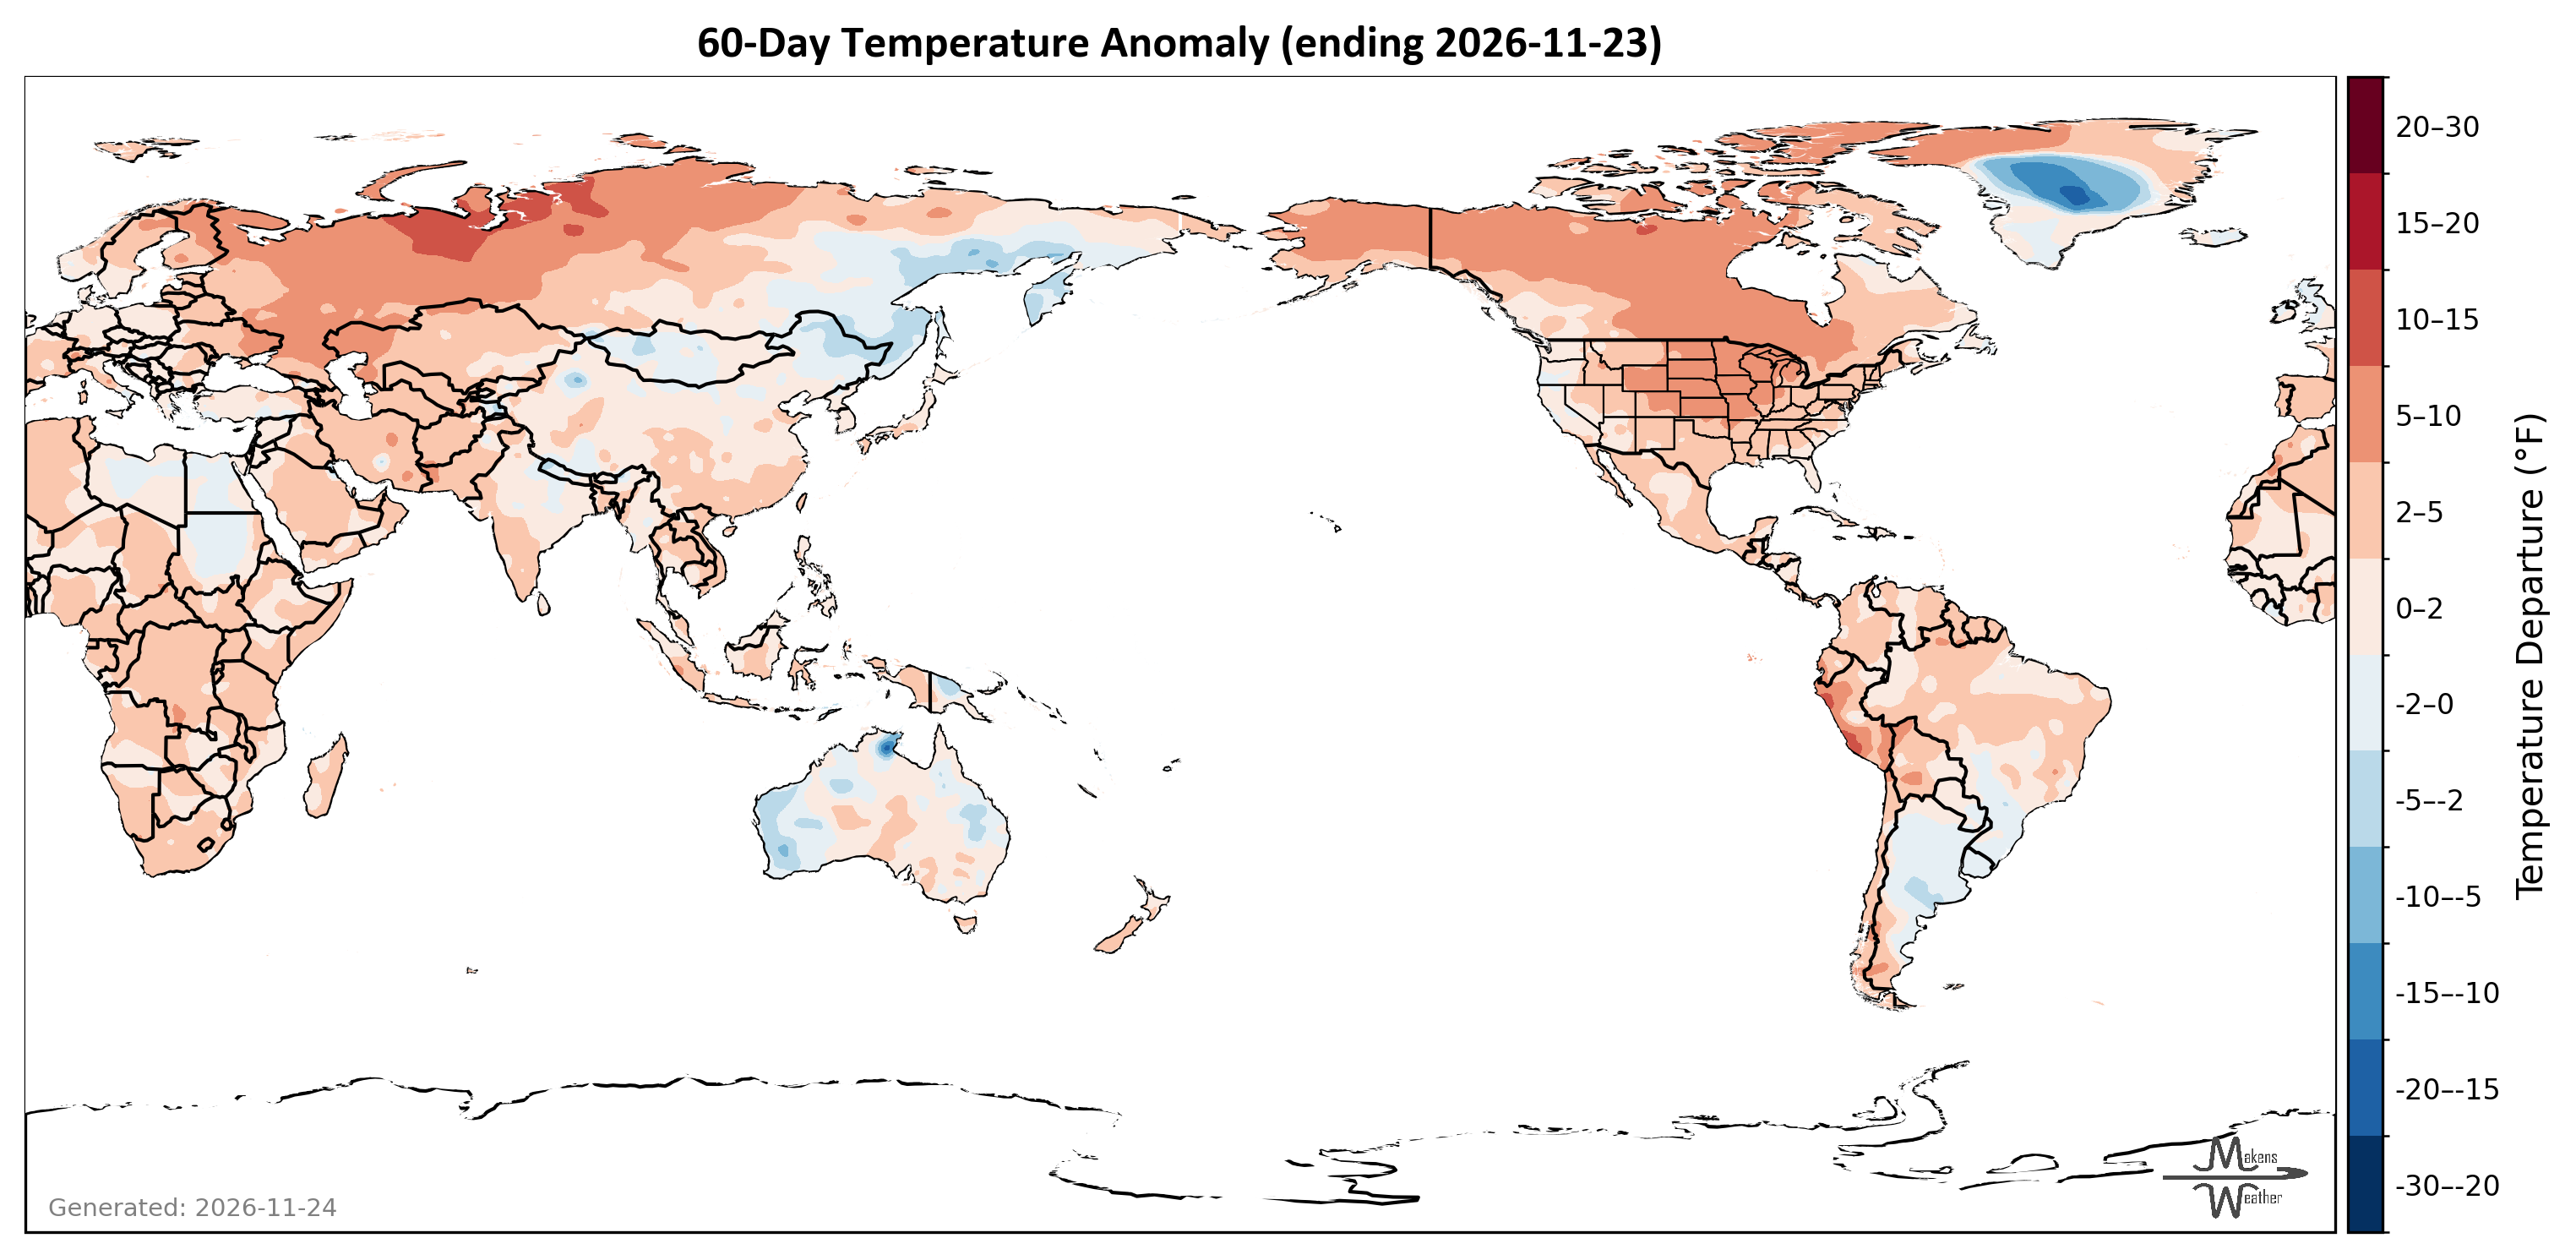 60-Day Temperature Anomaly (ending 2026-11-23)
20–30
15–20
10–15
5–10
2–5
0–2
-2–0
-5–-2
-10–-5
-15–-10
-20–-15
-30–-20
Temperature Departure (°F)
Generated: 2026-11-24
Makens
Weather